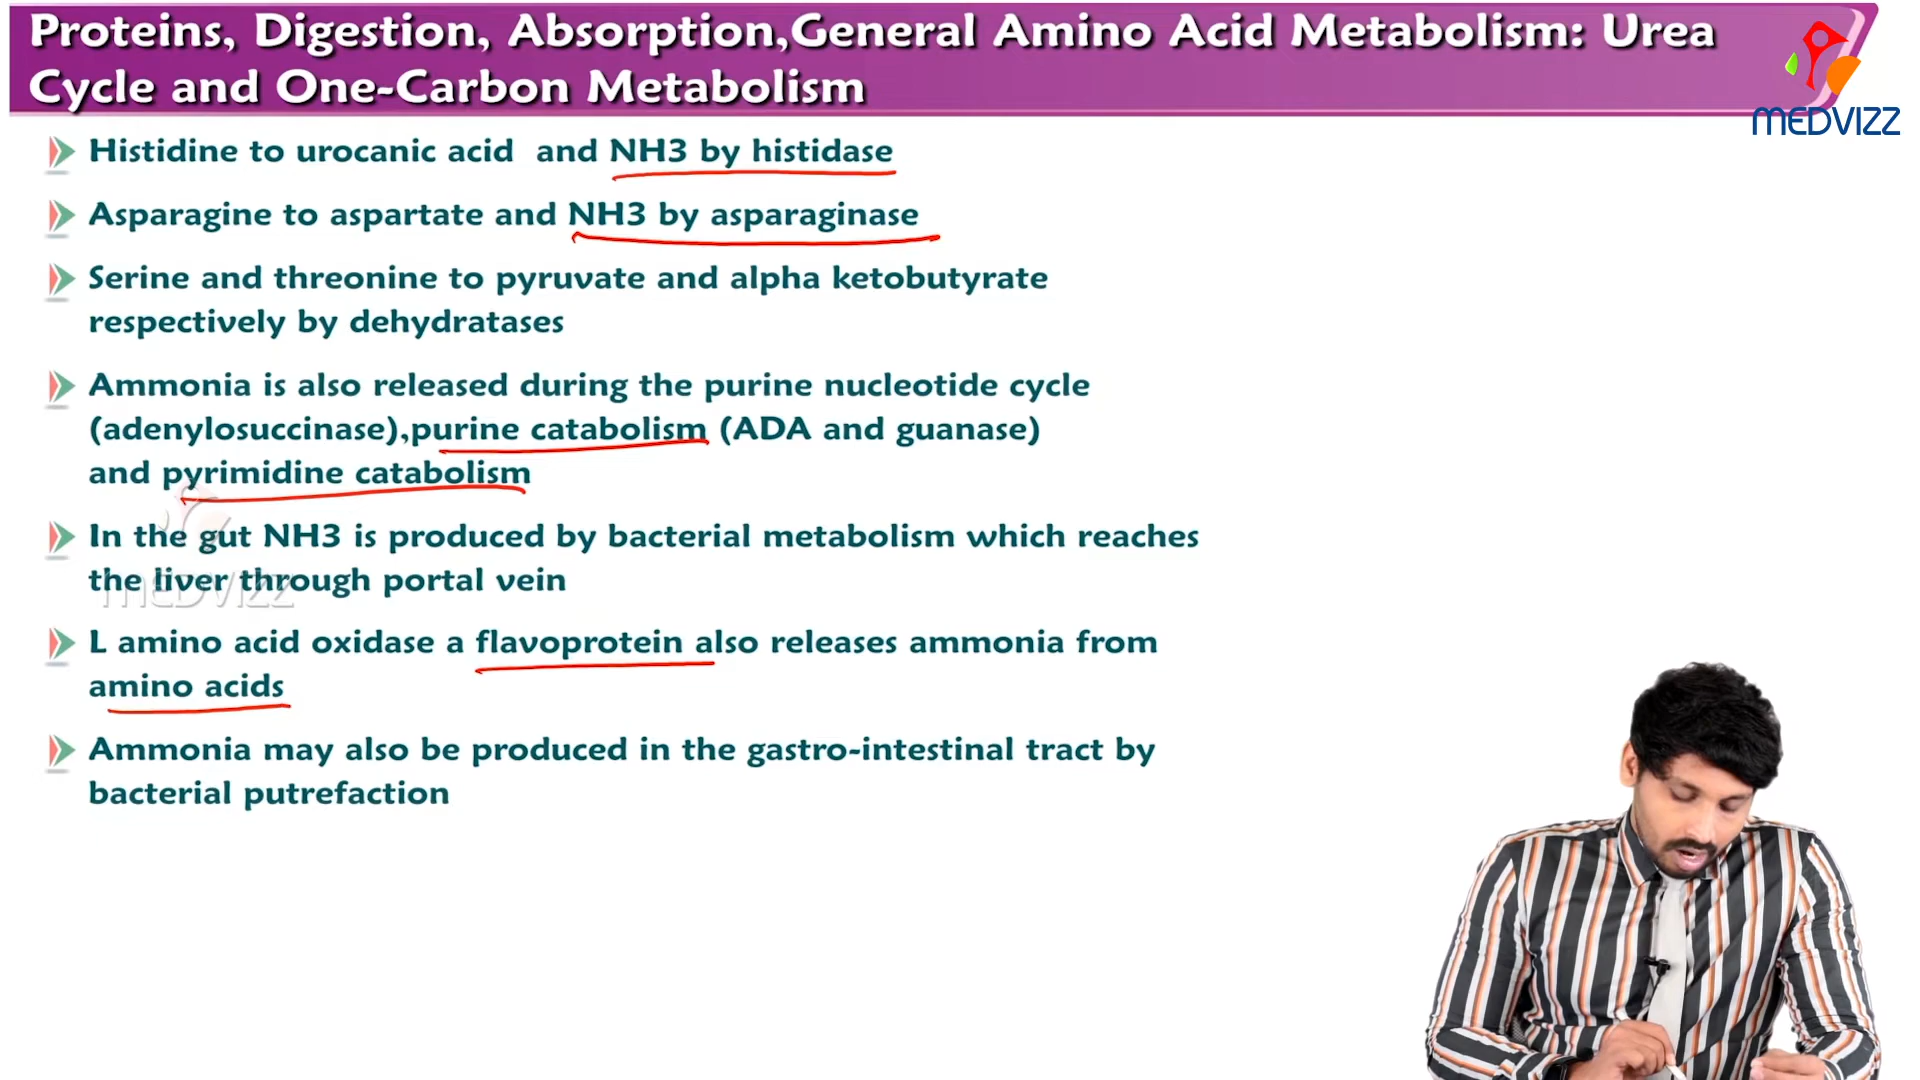 Proteins, Digestion, Absorption,General Amino Acid Metabolism: Urea
Cycle and One-Carbon Metabolism
MEDVIZZ
Histidine to urocanic acid and NH3 by histidase
Asparagine to aspartate and NH3 by asparaginase
Serine and threonine to pyruvate and alpha ketobutyrate
respectively by dehydratases
Ammonia is also released during the purine nucleotide cycle
(adenylosuccinase),purine catabolism (ADA and guanase)
and pyrimidine catabolism
In the gut NH3 is produced by bacterial metabolism which reaches
the liver through portal vein
MEDVIZZ
L amino acid oxidase a flavoprotein also releases ammonia from
amino acids
Ammonia may also be produced in the gastro-intestinal tract by
bacterial putrefaction